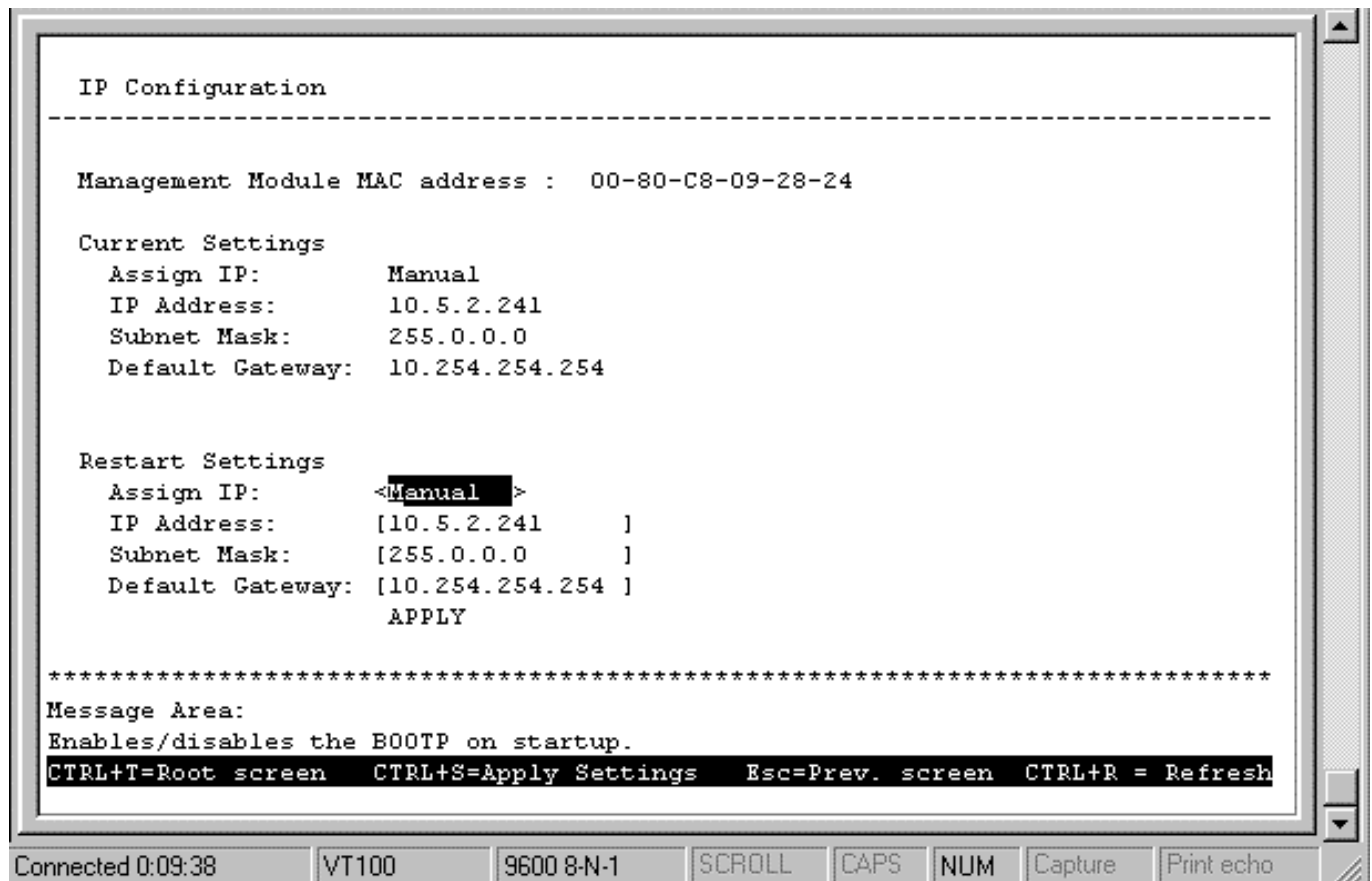 IP Configuration
--------------------------------------------------------------------------------
Management Module MAC address :  00-80-C8-09-28-24
Current Settings
Assign IP:        Manual
IP Address:       10.5.2.241
Subnet Mask:      255.0.0.0
Default Gateway:  10.254.254.254
Restart Settings
Assign IP:       <Manual  >
IP Address:      [10.5.2.241     ]
Subnet Mask:     [255.0.0.0      ]
Default Gateway: [10.254.254.254 ]
APPLY
********************************************************************************
Message Area:
Enables/disables the BOOTP on startup.
CTRL+T=Root screen   CTRL+S=Apply Settings   Esc=Prev. screen  CTRL+R = Refresh
Connected 0:09:38 VT100 9600 8-N-1 SCROLL CAPS NUM Capture Print echo